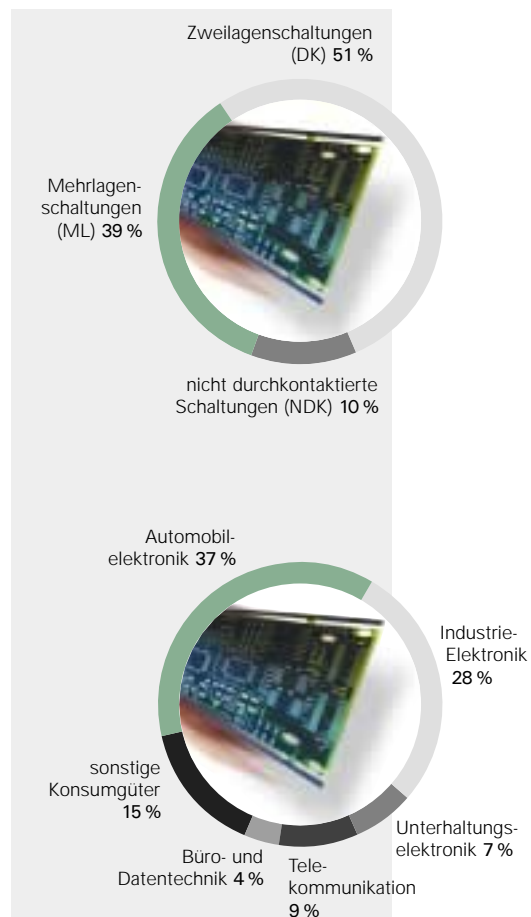 Zweilagenschaltungen
(DK) 51 %
Mehrlagen-
schaltungen
(ML) 39 %
nicht durchkontaktierte
Schaltungen (NDK) 10 %
Automobil-
elektronik 37 %
Industrie-
Elektronik
28 %
sonstige
Konsumgüter
15 %
Unterhaltungs-
elektronik 7 %
Büro- und
Datentechnik 4 %
Tele-
kommunikation
9 %